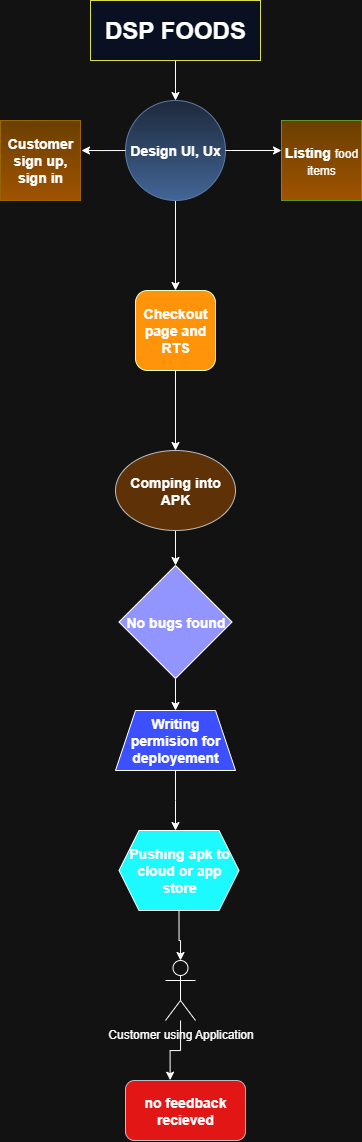 DSP FOODS
Customer
sign up,
sign in
Design UI, Ux
Listing food
items
Checkout
page and
RTS
Comping into
APK
No bugs found
Writing
permision for
deployement
Pushing apk to
cloud or app
store
Customer using Application
no feedback
recieved